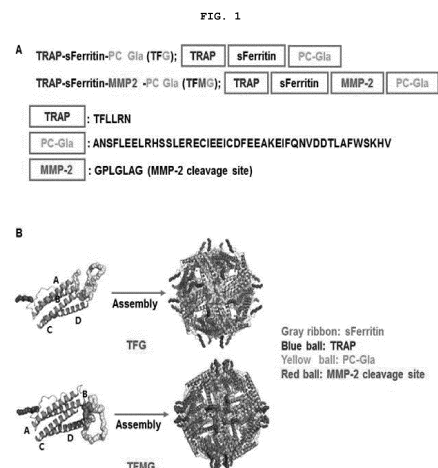 FIG. 1
A
TRAP-sFerritin-PC Gla (TFG); TRAP sFerritin PC-Gla
TRAP-sFerritin-MMP2 -PC Gla (TFMG); TRAP sFerritin MMP-2 PC-Gla
TRAP : TFLLRN
PC-Gla : ANSFLEELRHSSLERECIEEICDFEEAKEIFQNVDDTLAFWSKHV
MMP-2 : GPLGLAG (MMP-2 cleavage site)
B
A
B
C
D
Assembly
TFG
Gray ribbon: sFerritin
Blue ball: TRAP
Yellow ball: PC-Gla
Red ball: MMP-2 cleavage site
B
A
D
C
Assembly
TFMG